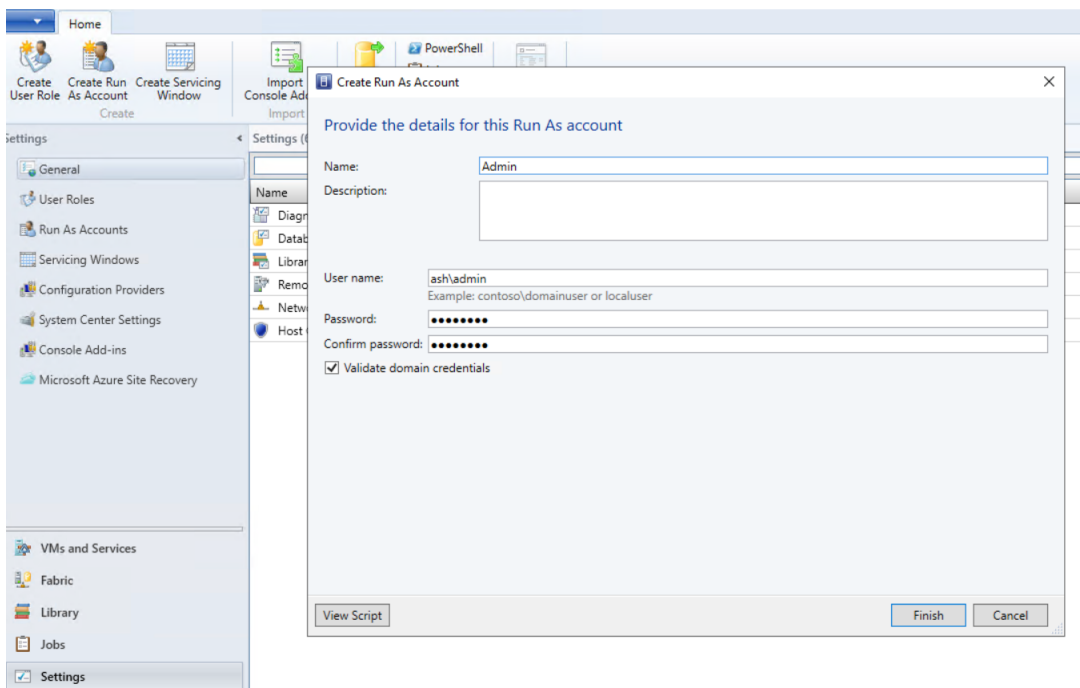 Home
PowerShell
Create User Role
Create Run As Account
Create Servicing Window
Import
Console Ad
Create
Import
Create Run As Account
Provide the details for this Run As account
Settings
Settings (
General
User Roles
Run As Accounts
Servicing Windows
Configuration Providers
System Center Settings
Console Add-ins
Microsoft Azure Site Recovery
Name
Diagn
Datab
Librar
Remo
Netw
Host
Name:
Admin
Description:
User name:
ash\admin
Example: contoso\domainuser or localuser
Password:
●●●●●●●●
Confirm password:
●●●●●●●●
Validate domain credentials
VMs and Services
Fabric
Library
Jobs
Settings
View Script
Finish
Cancel